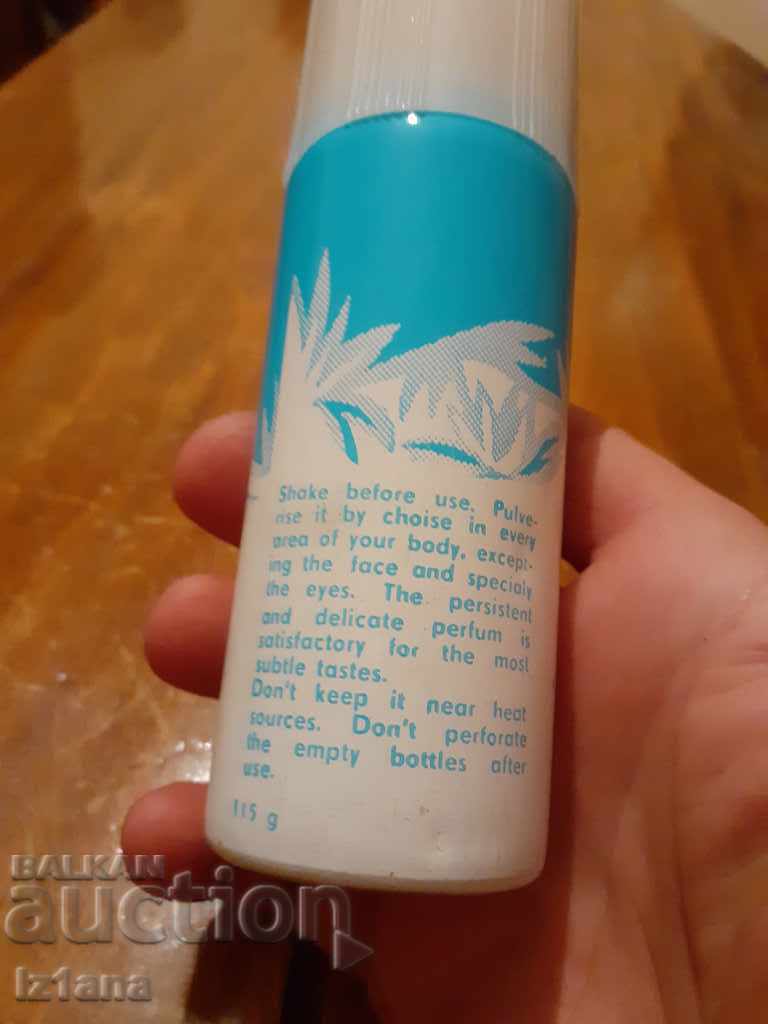 Shake before use. Pulve-
rise it by choise in every
area of your body, except-
ing the face and specialy
the eyes. The persistent
and delicate perfum is
satisfactory for the most
subtle tastes.
Don't keep it near heat
sources. Don't perforate
the empty bottles after
use.
115 g
BALKAN
auction
Iz1ana